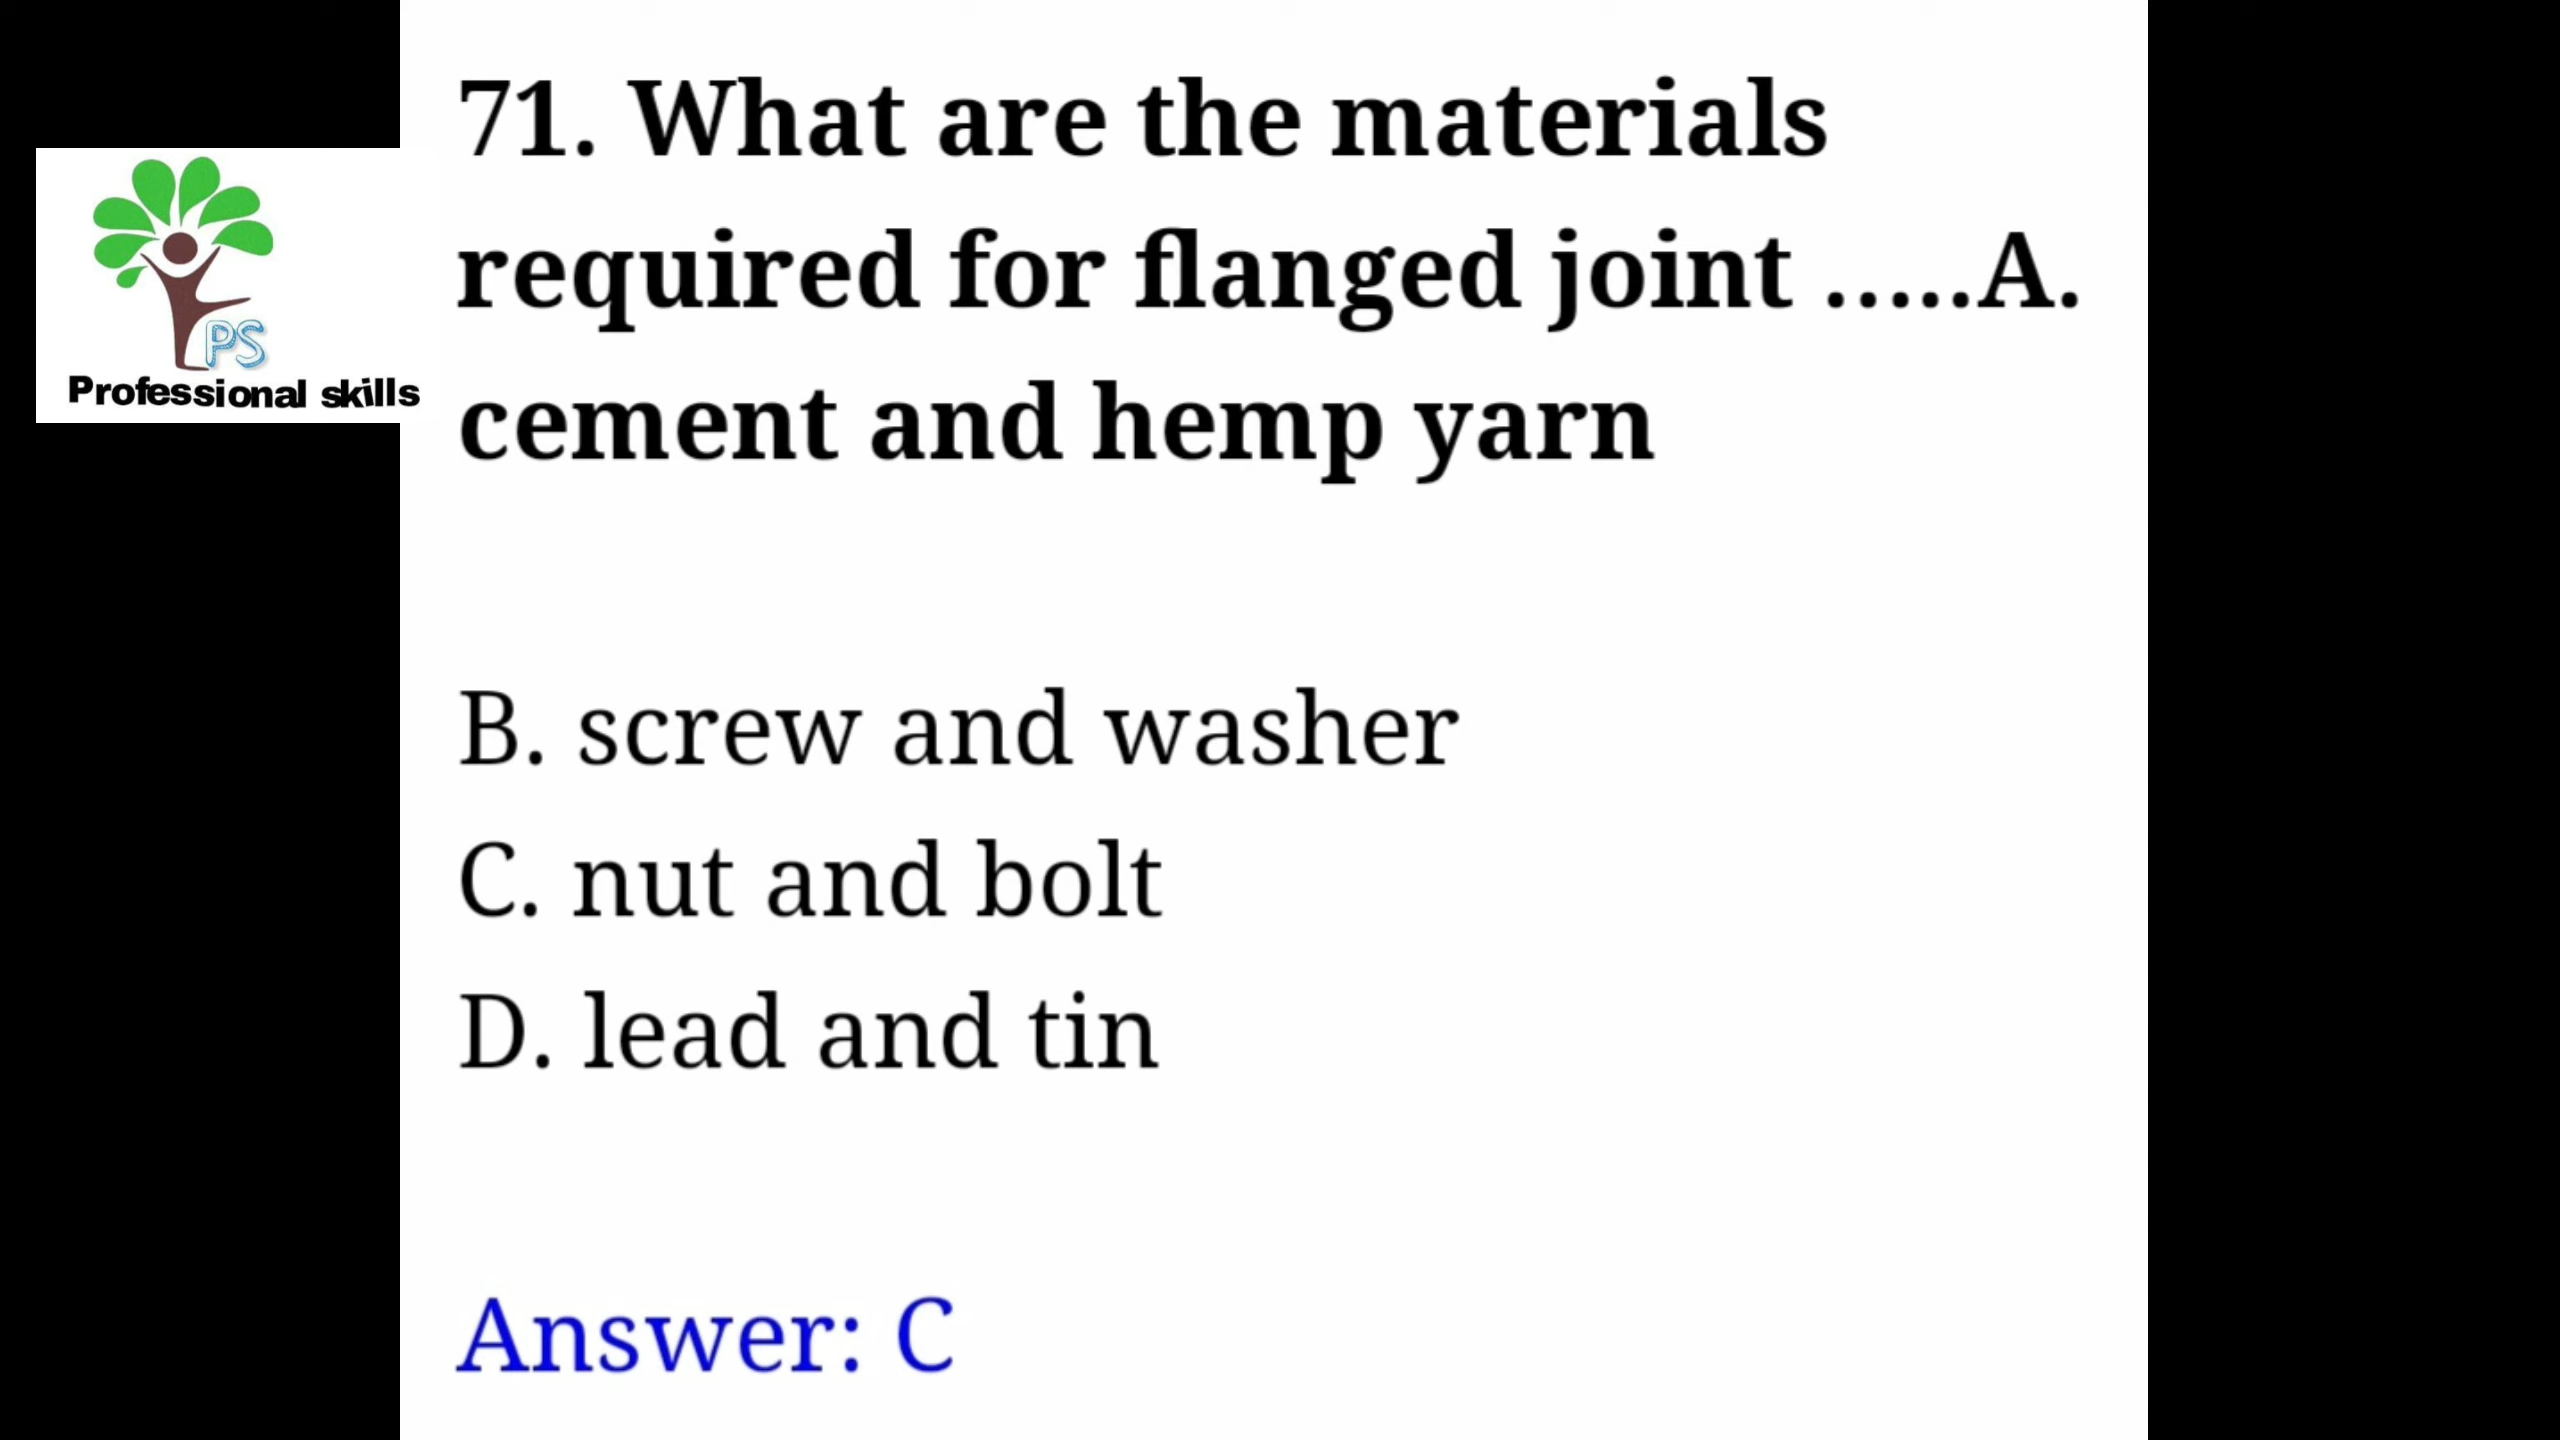 71. What are the materials
required for flanged joint .....A.
cement and hemp yarn
PS
Professional skills
B. screw and washer
C. nut and bolt
D. lead and tin
Answer: C